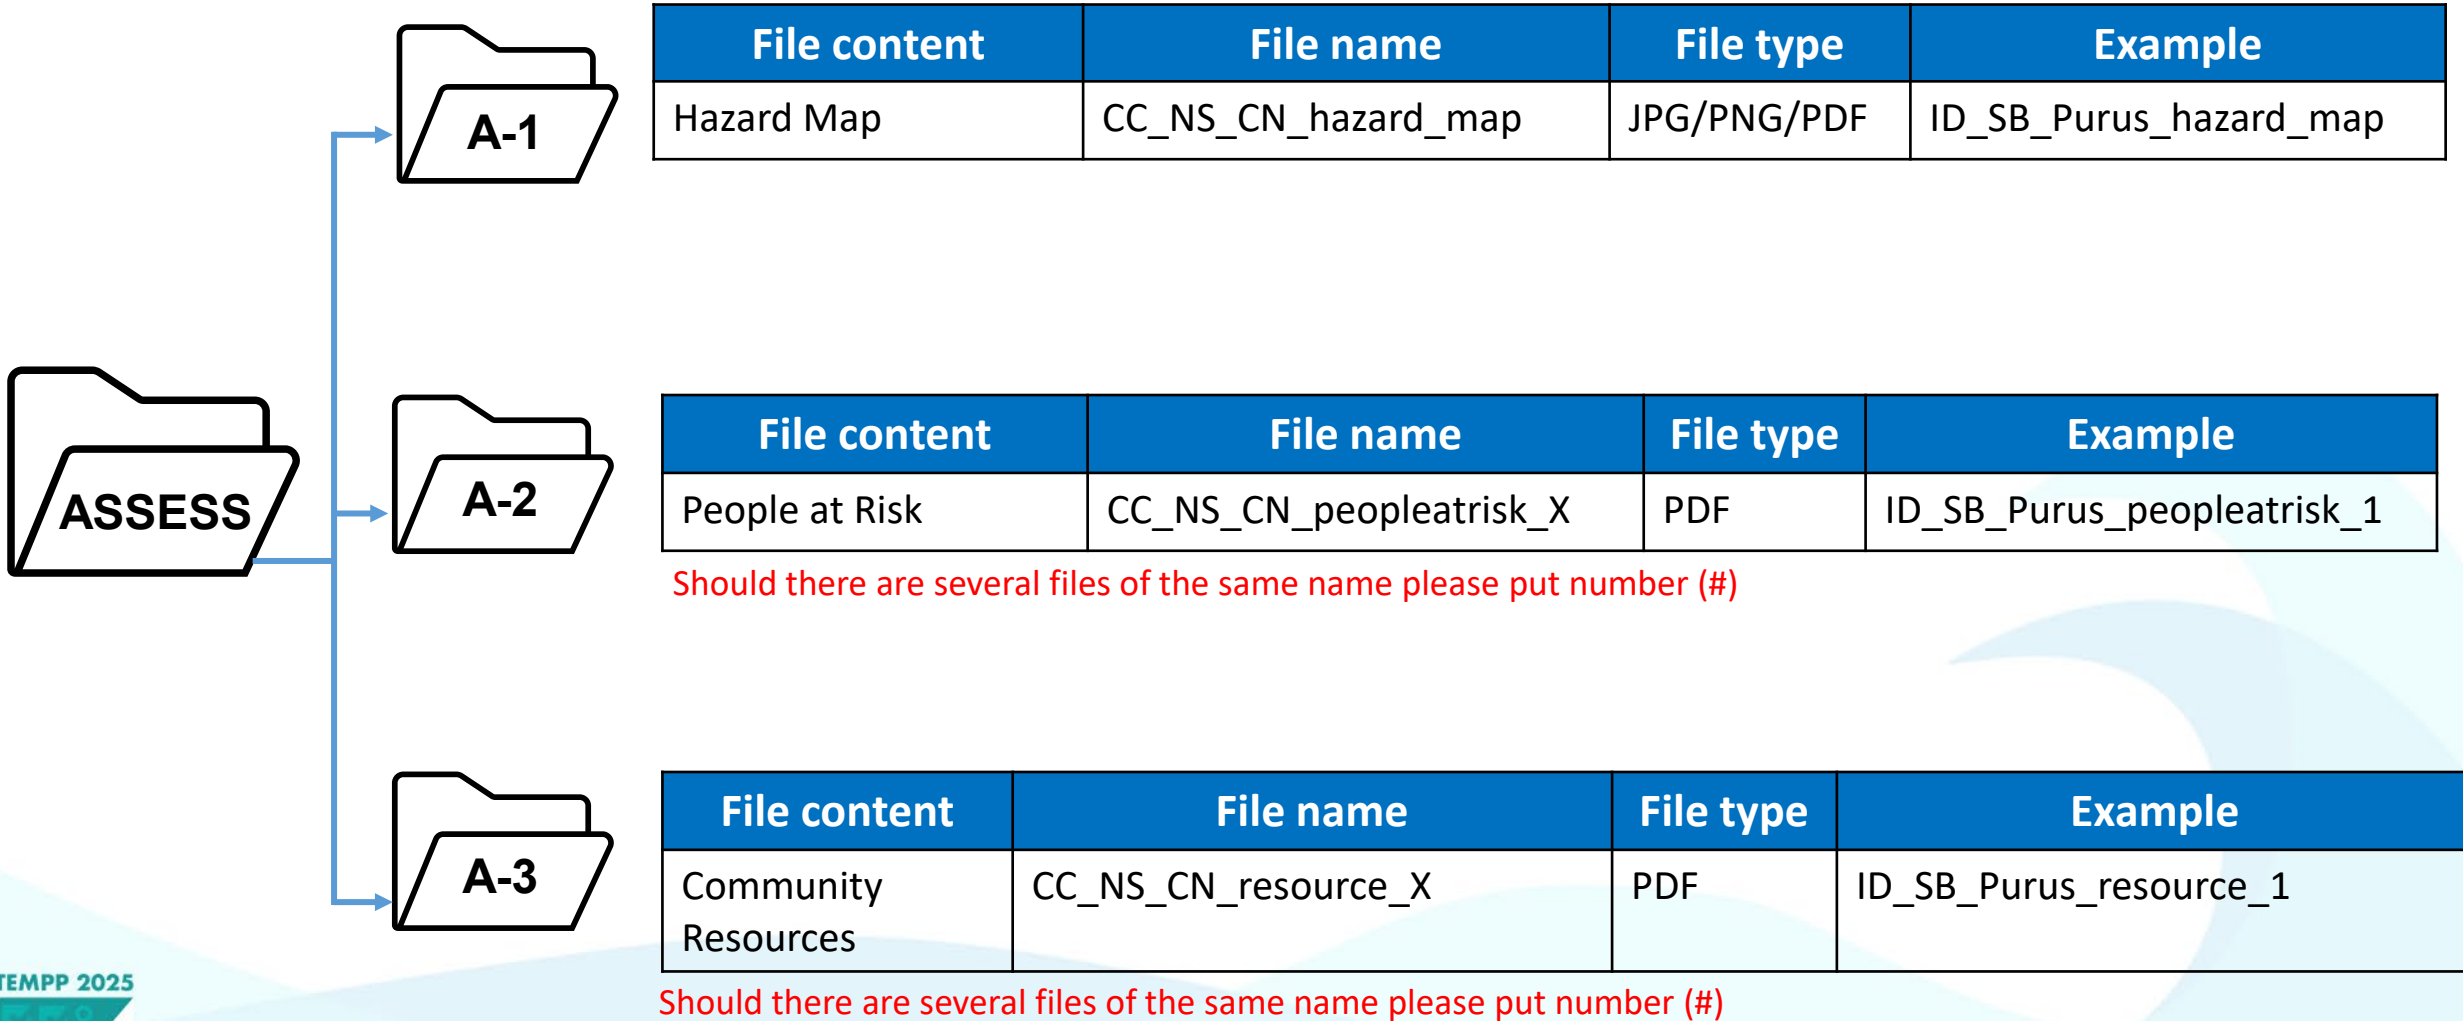 A-1
File content File name File type Example
Hazard Map CC_NS_CN_hazard_map JPG/PNG/PDF ID_SB_Purus_hazard_map
ASSESS
A-2
File content File name File type Example
People at Risk CC_NS_CN_peopleatrisk_X PDF ID_SB_Purus_peopleatrisk_1
Should there are several files of the same name please put number (#)
A-3
File content File name File type Example
Community CC_NS_CN_resource_X PDF ID_SB_Purus_resource_1
Resources
Should there are several files of the same name please put number (#)
TEMPP 2025